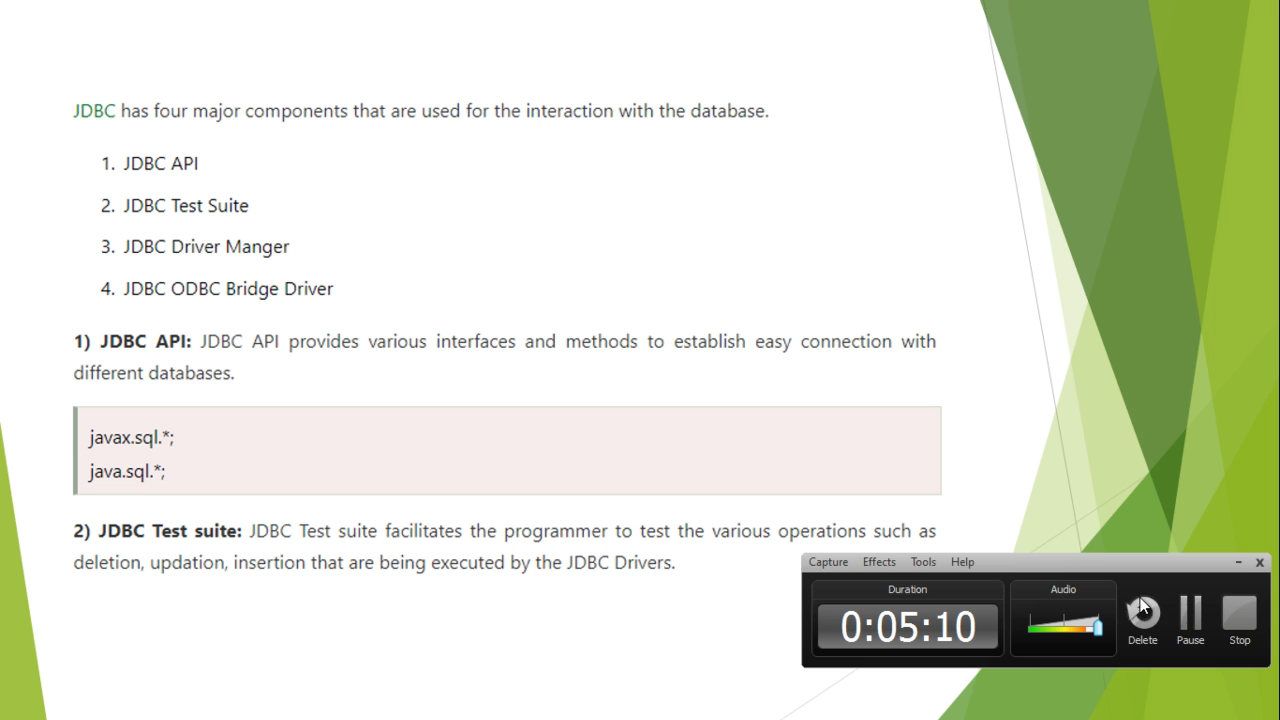 JDBC has four major components that are used for the interaction with the database.
1. JDBC API
2. JDBC Test Suite
3. JDBC Driver Manger
4. JDBC ODBC Bridge Driver
1) JDBC API: JDBC API provides various interfaces and methods to establish easy connection with
different databases.
javax.sql.*;
java.sql.*;
2) JDBC Test suite: JDBC Test suite facilitates the programmer to test the various operations such as
deletion, updation, insertion that are being executed by the JDBC Drivers.
Capture Effects Tools Help
Duration Audio
0:05:10
Delete Pause Stop